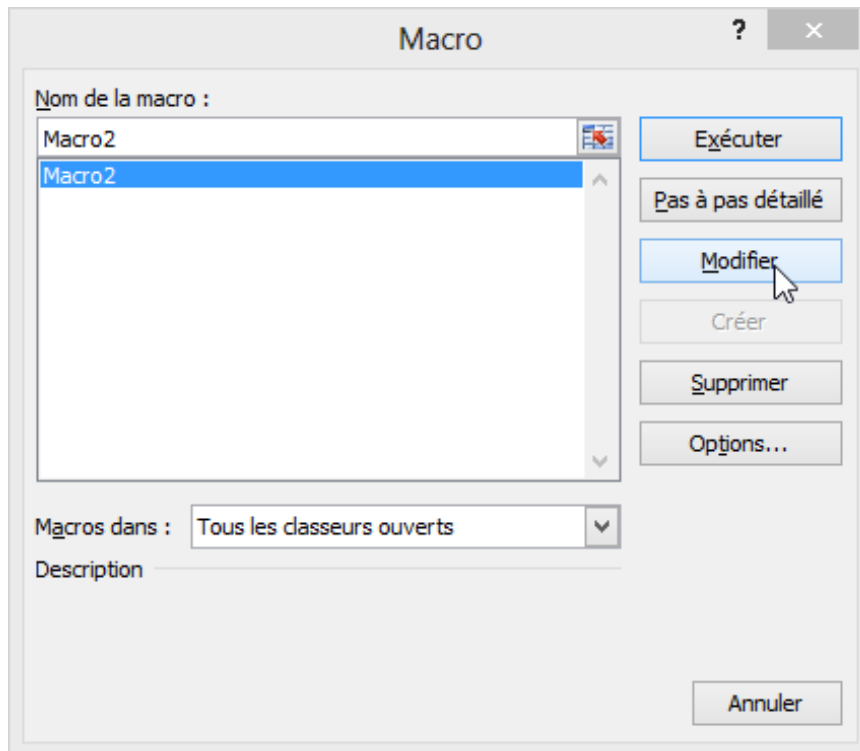 Macro
?
×
Nom de la macro :
Macro2
Macro2
Exécuter
Pas à pas détaillé
Modifier
Créer
Supprimer
Options...
Macros dans :
Tous les classeurs ouverts
Description
Annuler